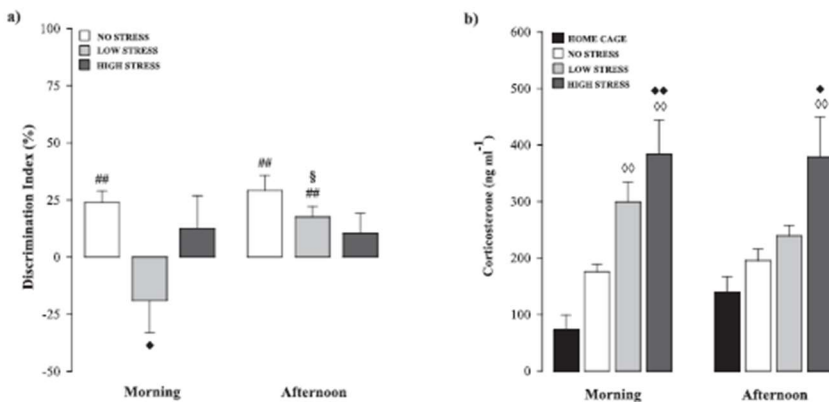 a)
NO STRESS
LOW STRESS
HIGH STRESS
Discrimination Index (%)
100
75
50
25
0
-25
-50
##
◆
##
§
##
Morning
Afternoon
b)
HOME CAGE
NO STRESS
LOW STRESS
HIGH STRESS
Corticosterone (ng ml⁻¹)
600
500
400
300
200
100
0
◊◊
◆◆
◊◊
◆
◊◊
Morning
Afternoon